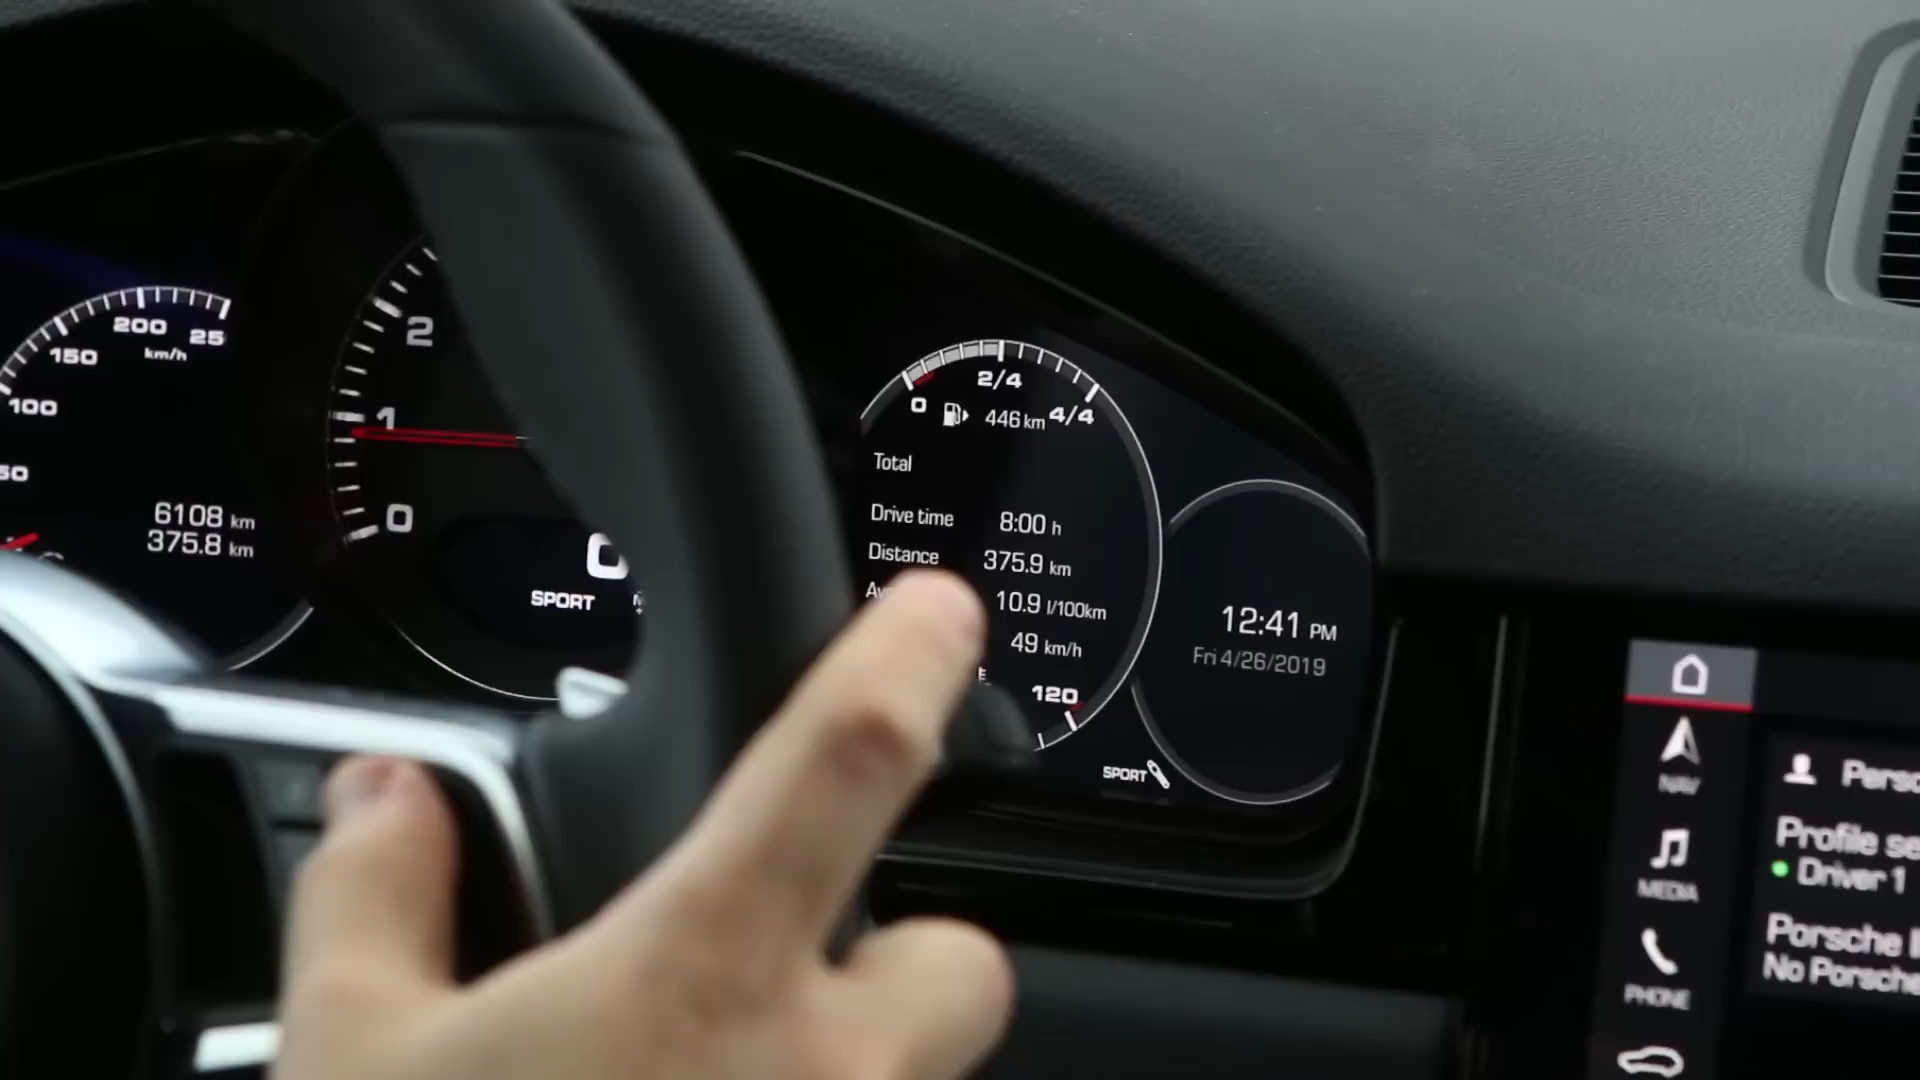 200
25
150
km/h
100
50
6108 km
375.8 km
2
1
0
0
SPORT
2/4
0
446 km
4/4
Total
Drive time 8:00 h
Distance 375.9 km
10.9 l/100km
49 km/h
120
SPORT
12:41 PM
Fri 4/26/2019
NAV
MEDIA
PHONE
Profile
Driver 1
Porsche
No Porsche